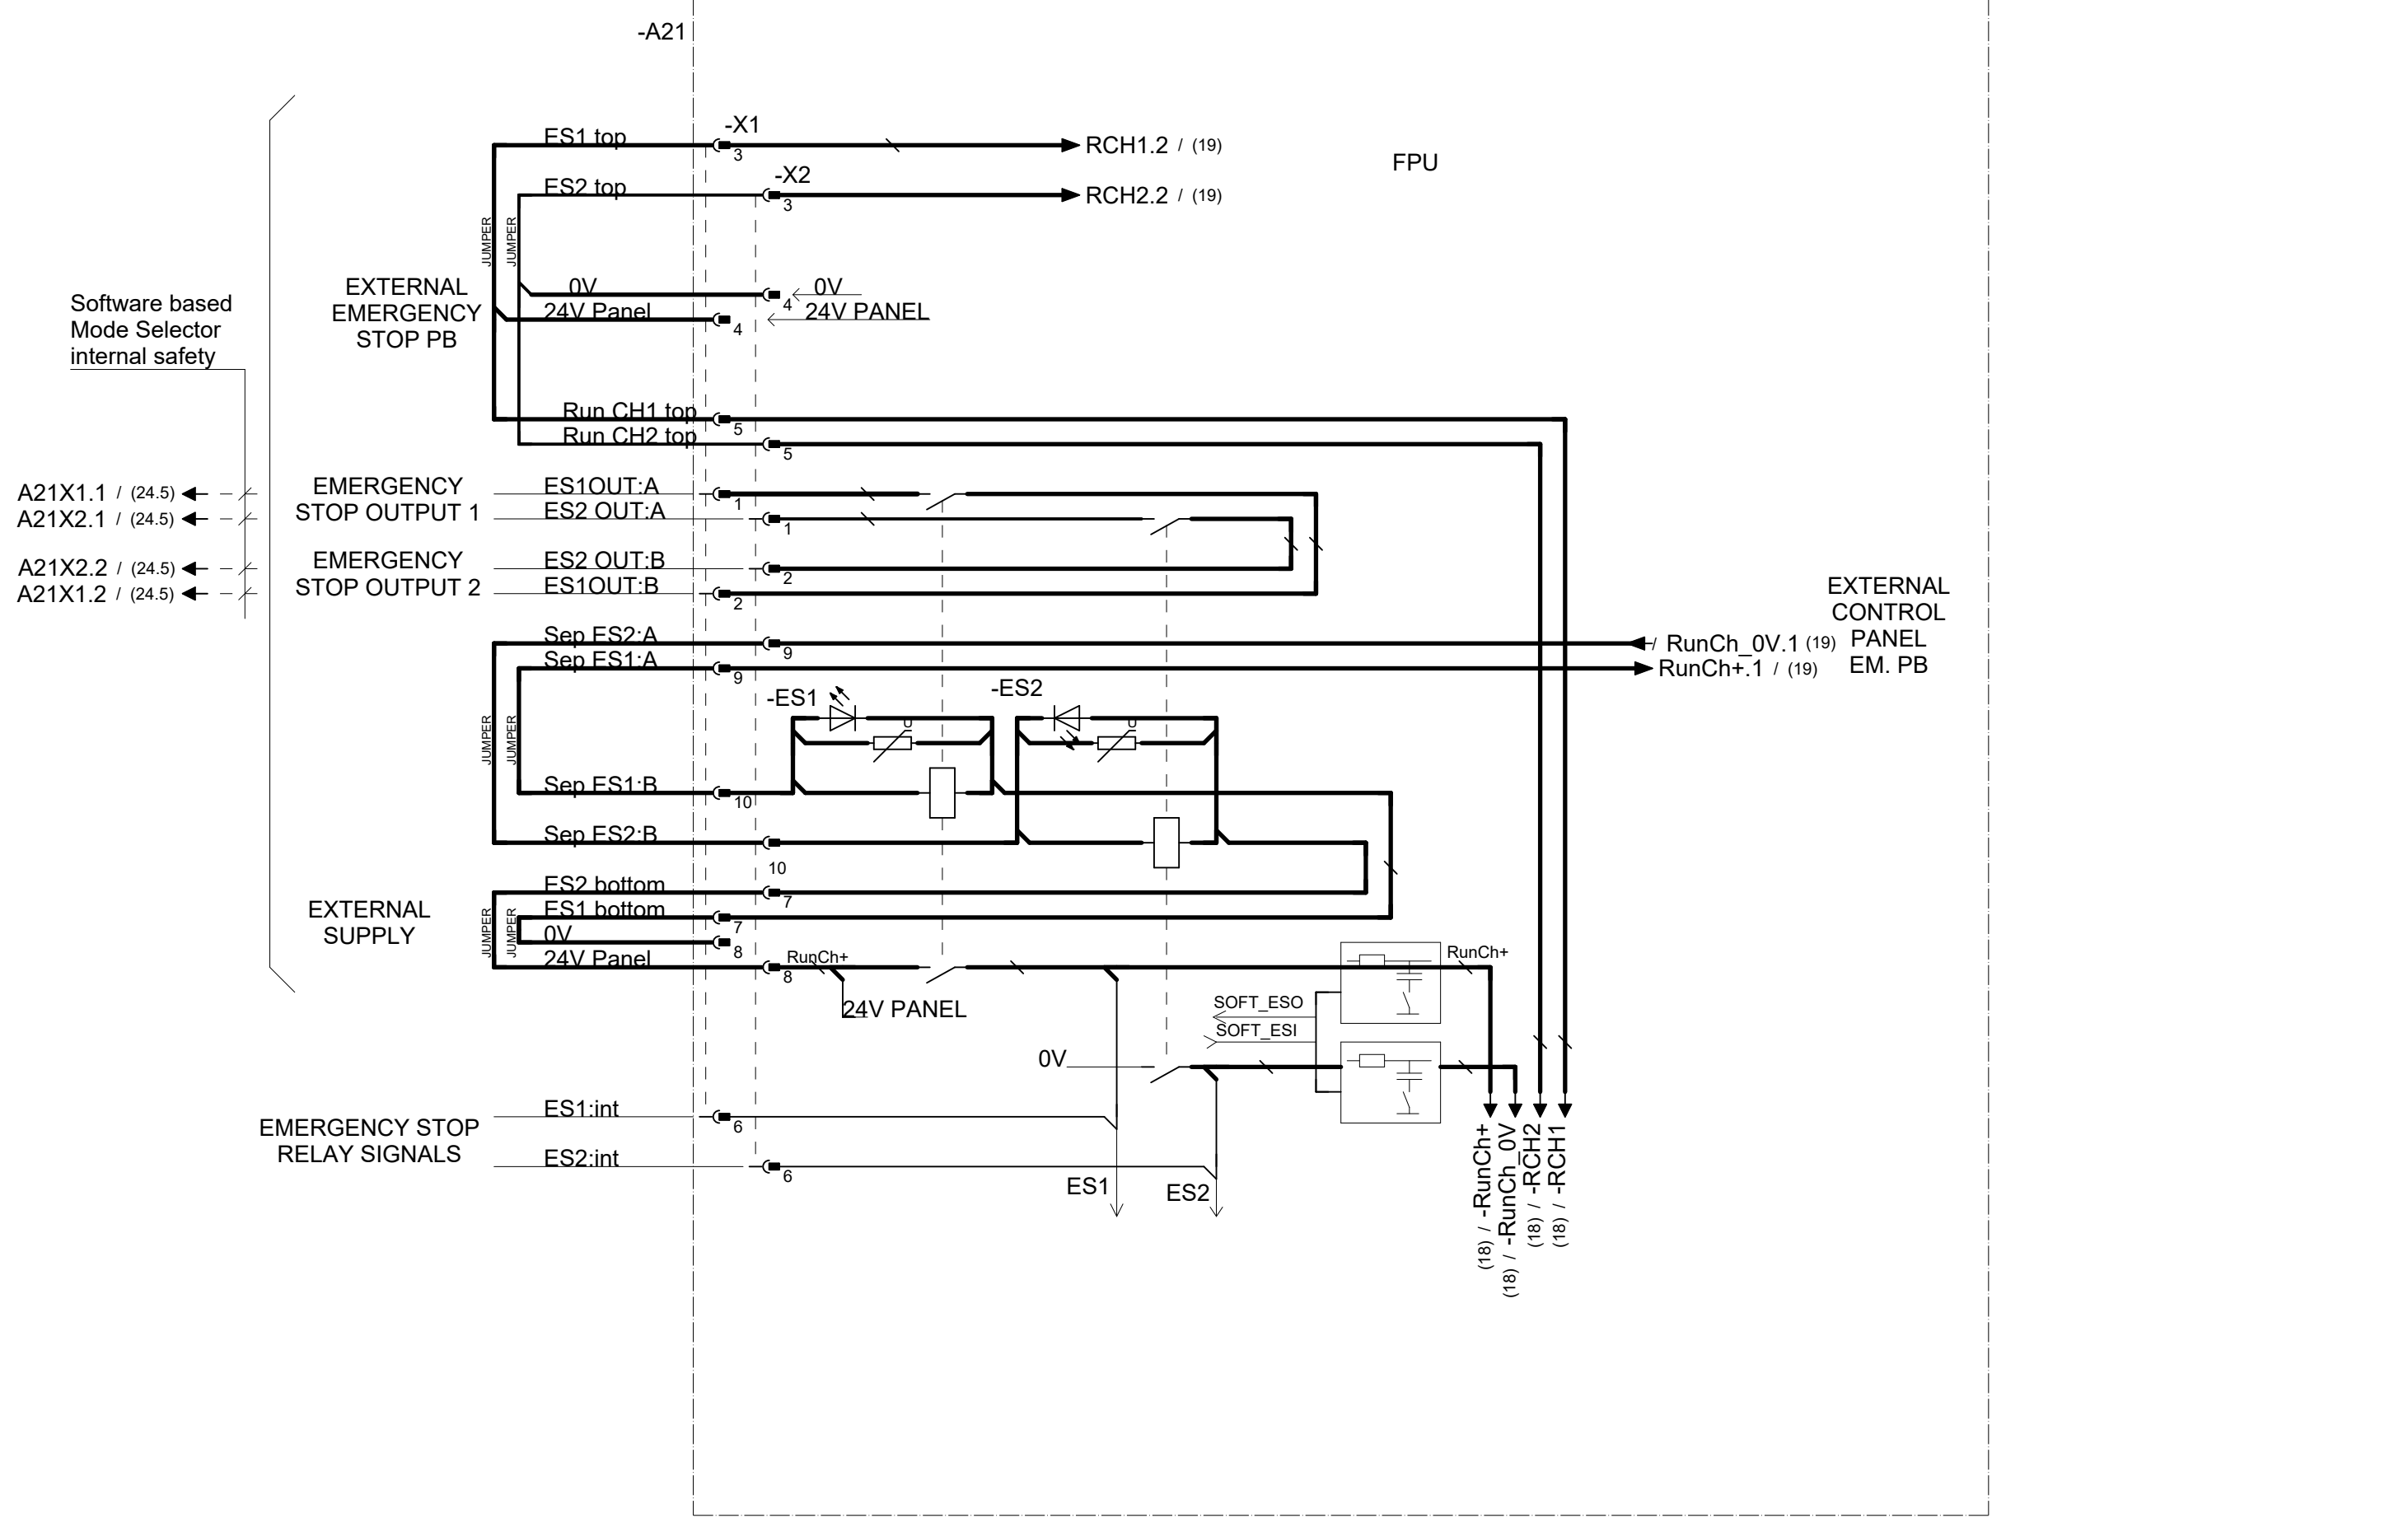 -A21
-X1
ES1 top
3
RCH1.2 / (19)
FPU
-X2
ES2 top
3
RCH2.2 / (19)
JUMPER
JUMPER
EXTERNAL
EMERGENCY
STOP PB
0V
4
0V
24V Panel
4
24V PANEL
Software based
Mode Selector
internal safety
Run CH1 top
5
Run CH2 top
5
A21X1.1 / (24.5)
A21X2.1 / (24.5)
A21X2.2 / (24.5)
A21X1.2 / (24.5)
EMERGENCY
STOP OUTPUT 1
ES1OUT:A
1
ES2 OUT:A
1
EMERGENCY
STOP OUTPUT 2
ES2 OUT:B
2
ES1OUT:B
2
EXTERNAL
CONTROL
PANEL
EM. PB
Sep ES2:A
9
/ RunCh_0V.1 (19)
Sep ES1:A
9
RunCh+.1 / (19)
-ES1
U
-ES2
U
JUMPER
JUMPER
Sep ES1:B
10
Sep ES2:B
10
EXTERNAL
SUPPLY
JUMPER
JUMPER
ES2 bottom
7
ES1 bottom
7
0V
8
24V Panel
8
RunCh+
24V PANEL
RunCh+
SOFT_ESO
SOFT_ESI
0V
EMERGENCY STOP
RELAY SIGNALS
ES1:int
6
ES2:int
6
ES1
ES2
(18) / -RunCh+
(18) / -RunCh_0V
(18) / -RCH2
(18) / -RCH1